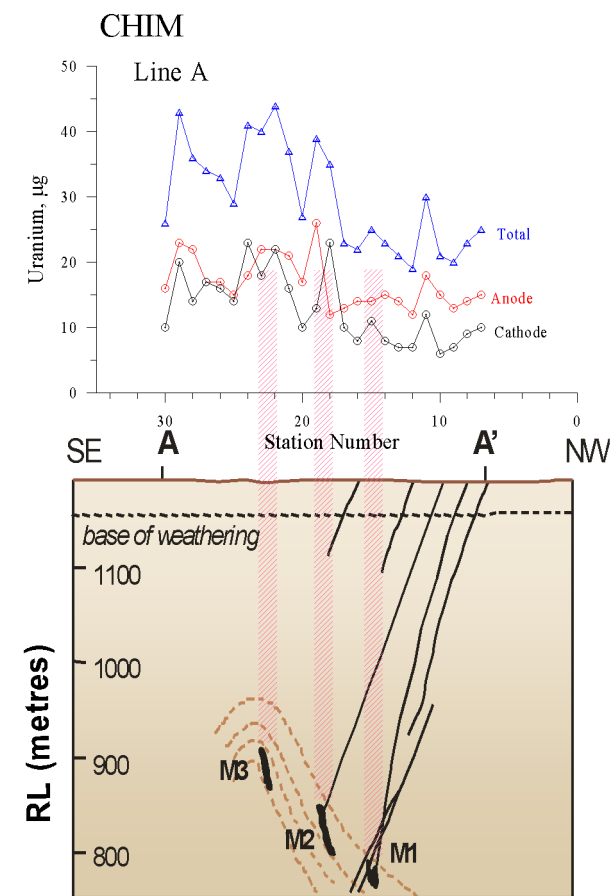 CHIM
Line A
50
40
30
20
10
0
Uranium, µg
Total
Anode
Cathode
30 20 10 0
Station Number
SE A A' NW
base of weathering
1100
1000
900
800
RL (metres)
M3
M2
M1